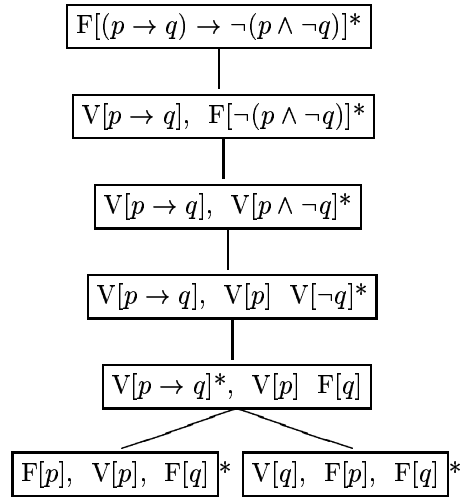 F[(p → q) → ¬(p ∧ ¬q)]*
V[p → q], F[¬(p ∧ ¬q)]*
V[p → q], V[p ∧ ¬q]*
V[p → q], V[p] V[¬q]*
V[p → q]*, V[p] F[q]
F[p], V[p], F[q] * V[q], F[p], F[q] *